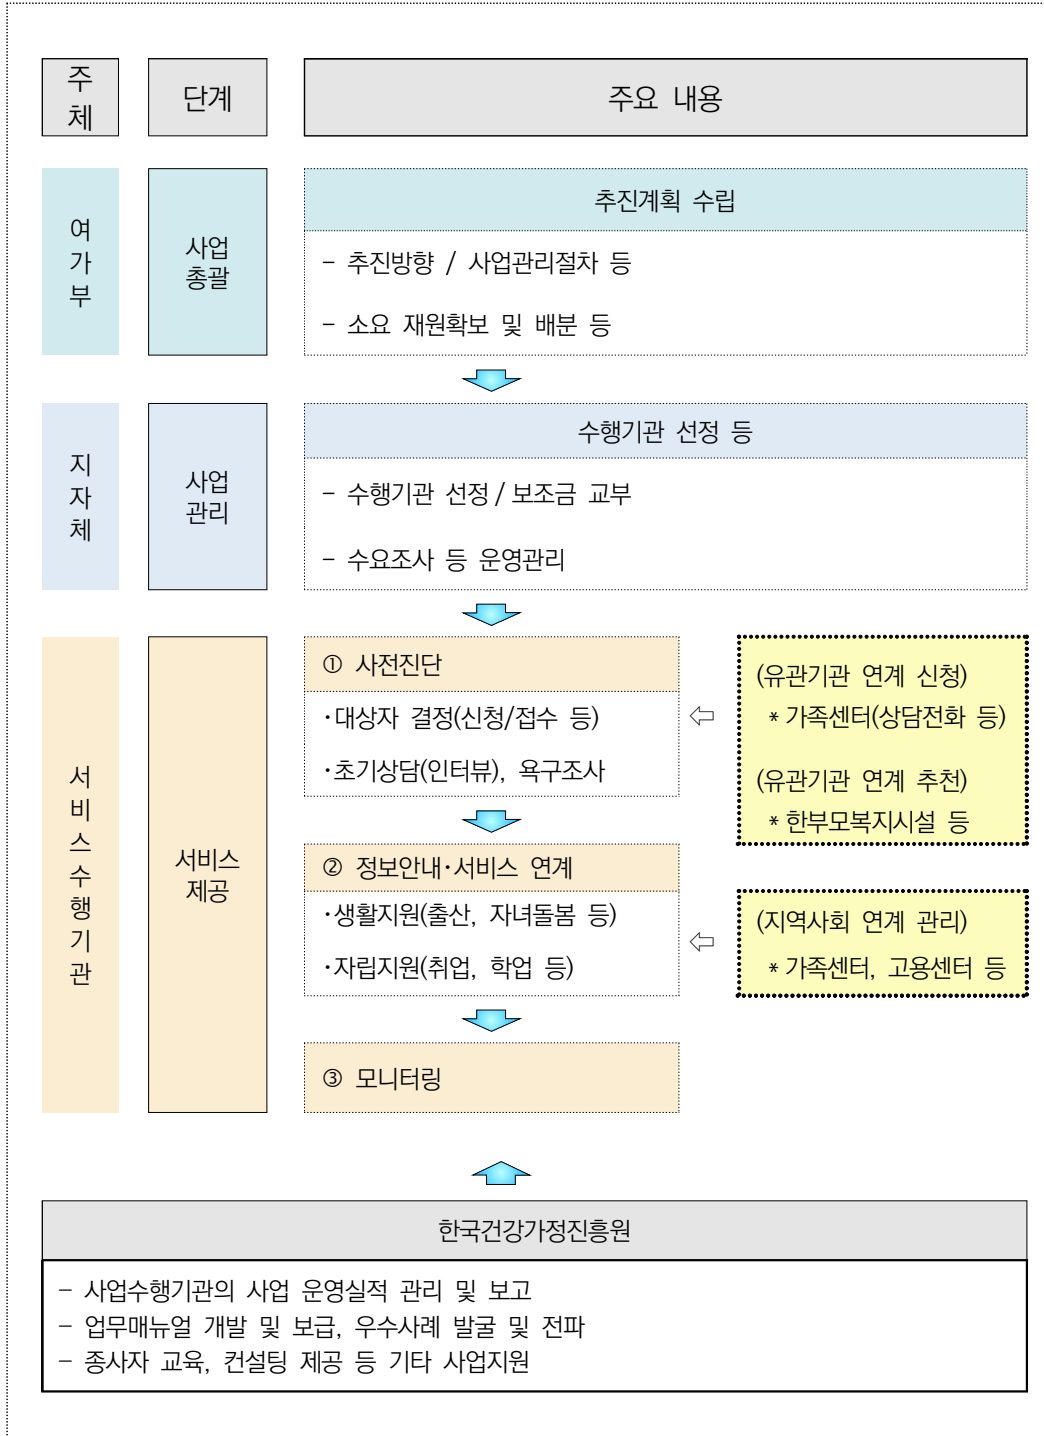 주체
단계
주요 내용
여가부
사업
총괄
추진계획 수립
- 추진방향 / 사업관리절차 등
- 소요 재원확보 및 배분 등
지자체
사업
관리
수행기관 선정 등
- 수행기관 선정 / 보조금 교부
- 수요조사 등 운영관리
서비스수행기관
서비스
제공
① 사전진단
·대상자 결정(신청/접수 등)
·초기상담(인터뷰), 욕구조사
(유관기관 연계 신청)
* 가족센터(상담전화 등)
(유관기관 연계 추천)
* 한부모복지시설 등
② 정보안내·서비스 연계
·생활지원(출산, 자녀돌봄 등)
·자립지원(취업, 학업 등)
(지역사회 연계 관리)
* 가족센터, 고용센터 등
③ 모니터링
한국건강가정진흥원
- 사업수행기관의 사업 운영실적 관리 및 보고
- 업무매뉴얼 개발 및 보급, 우수사례 발굴 및 전파
- 종사자 교육, 컨설팅 제공 등 기타 사업지원